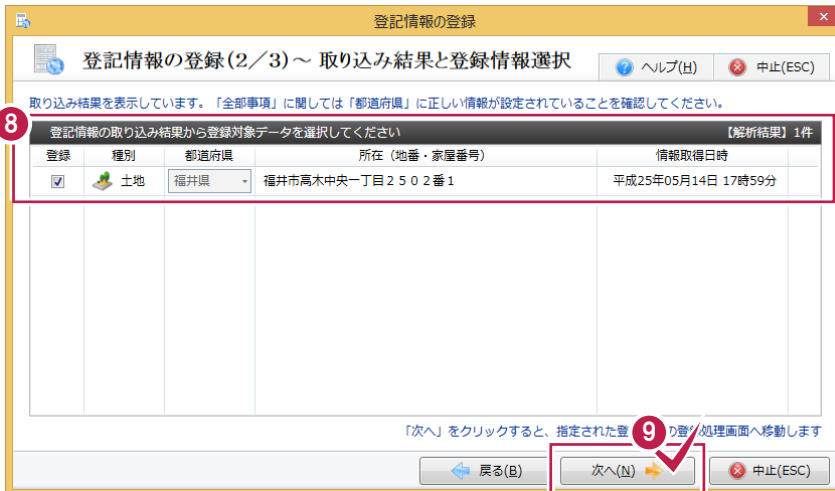 登記情報の登録
登記情報の登録(2/3)～ 取り込み結果と登録情報選択
ヘルプ(H)
中止(ESC)
取り込み結果を表示しています。「全部事項」に関しては「都道府県」に正しい情報が設定されていることを確認してください。
8
登記情報の取り込み結果から登録対象データを選択してください 【解析結果】1件
登録 種別 都道府県 所在（地番・家屋番号） 情報取得日時
土地 福井県 福井市高木中央一丁目２５０２番１ 平成25年05月14日 17時59分
「次へ」をクリックすると、指定された登 の登 処理画面へ移動します
9
戻る(B)
次へ(N)
中止(ESC)